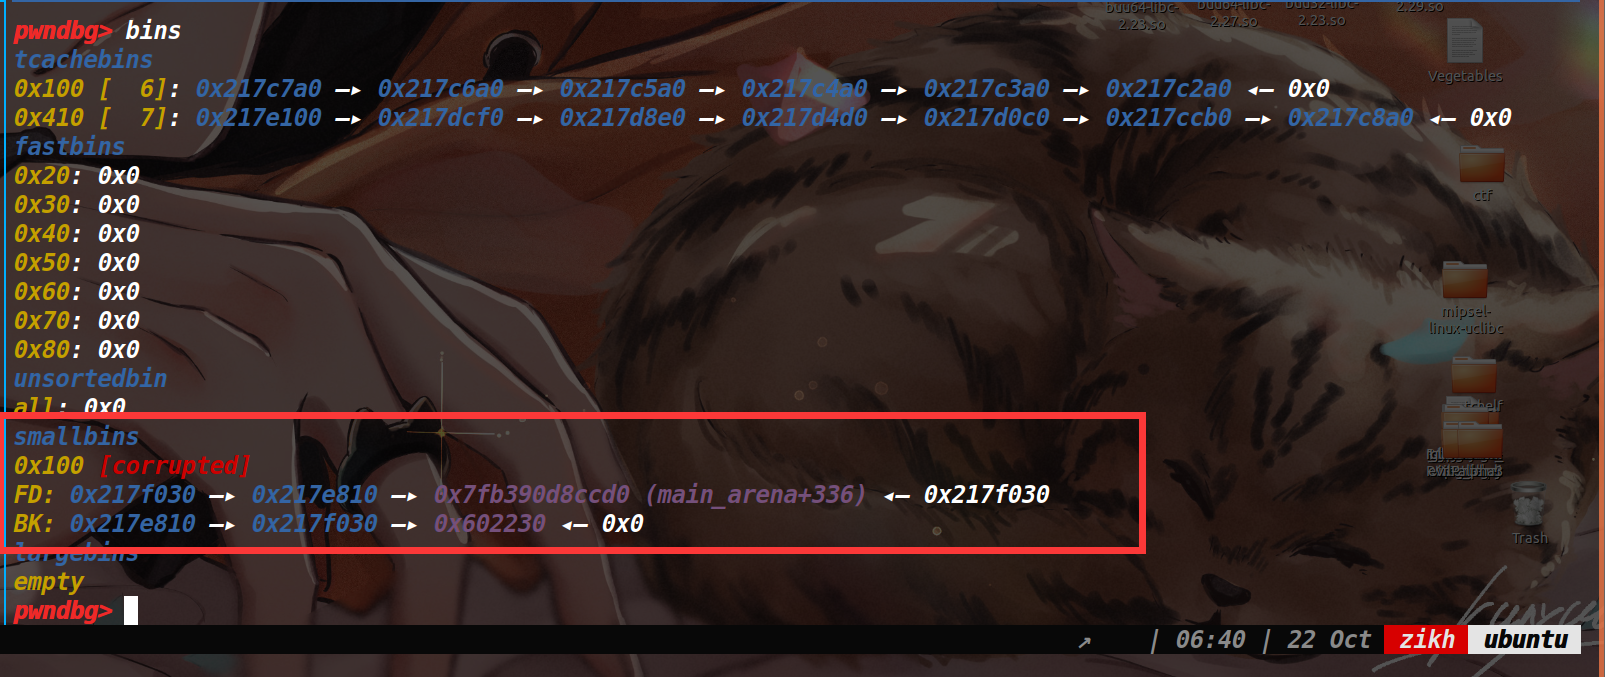 buu64-libc-2.23.so
buu64-libc-2.27.so
buu32-libc-2.23.so
2.29.so
pwndbg> bins
tcachebins
0x100 [  6]: 0x217c7a0 —▸ 0x217c6a0 —▸ 0x217c5a0 —▸ 0x217c4a0 —▸ 0x217c3a0 —▸ 0x217c2a0 ◂— 0x0
0x410 [  7]: 0x217e100 —▸ 0x217dcf0 —▸ 0x217d8e0 —▸ 0x217d4d0 —▸ 0x217d0c0 —▸ 0x217ccb0 —▸ 0x217c8a0 ◂— 0x0
fastbins
0x20: 0x0
0x30: 0x0
0x40: 0x0
0x50: 0x0
0x60: 0x0
0x70: 0x0
0x80: 0x0
unsortedbin
all: 0x0
smallbins
0x100 [corrupted]
FD: 0x217f030 —▸ 0x217e810 —▸ 0x7fb390d8ccd0 (main_arena+336) ◂— 0x217f030
BK: 0x217e810 —▸ 0x217f030 —▸ 0x602230 ◂— 0x0
largebins
empty
pwndbg>
Vegetables
ctf
mipsel-linux-uclibc
Trash
↗ | 06:40 | 22 Oct zikh ubuntu